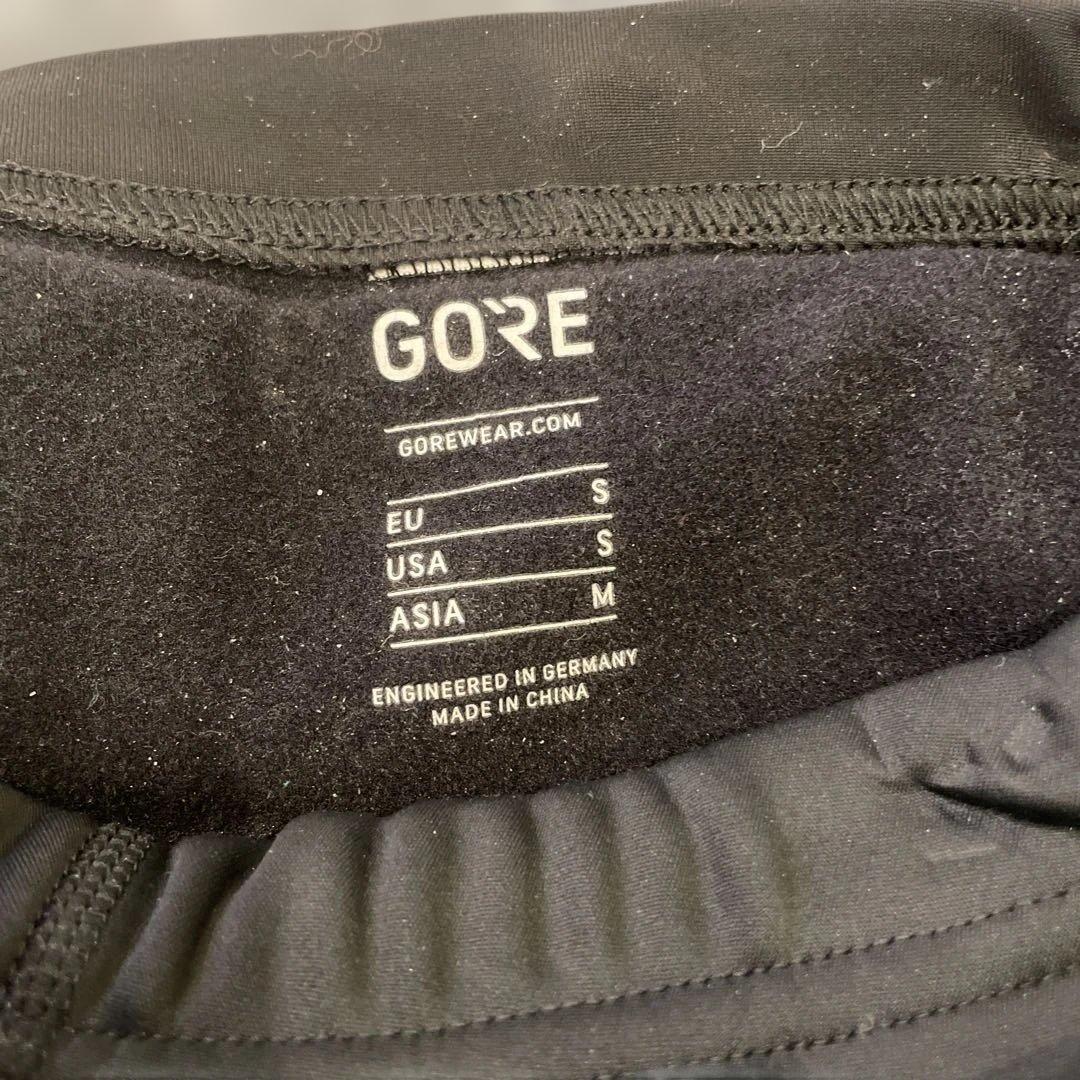 GORE
GOREWEAR.COM
EU S
USA S
ASIA M
ENGINEERED IN GERMANY
MADE IN CHINA